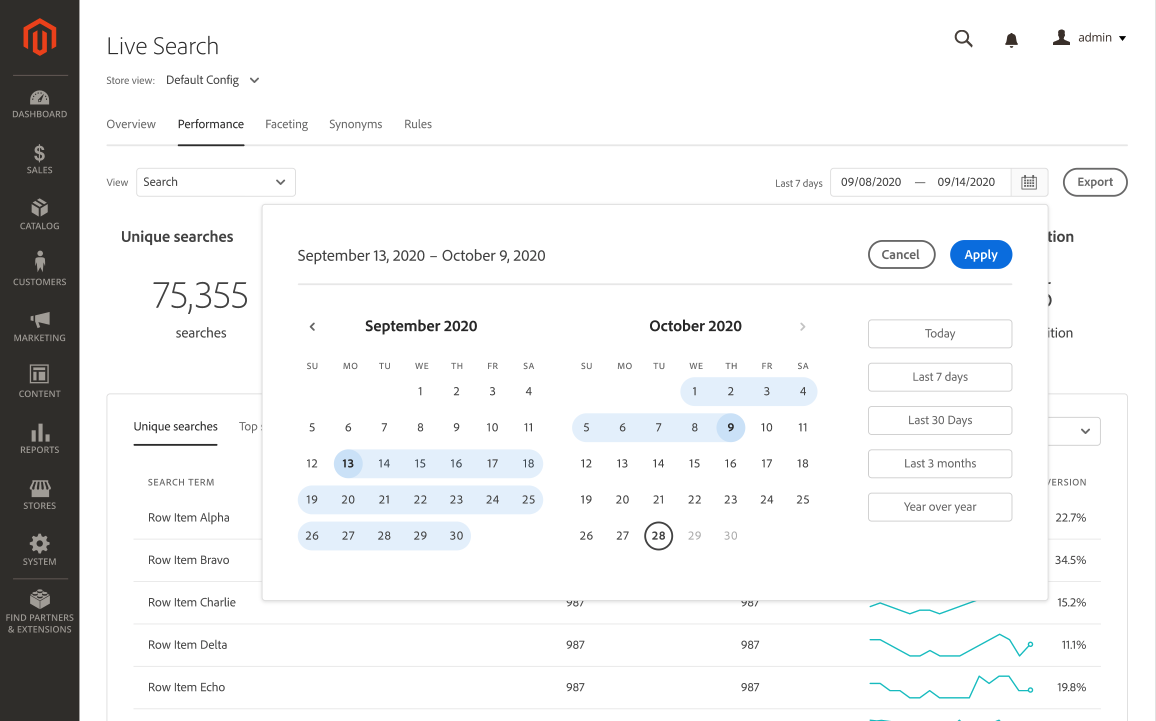 Live Search
admin
Store view: Default Config
DASHBOARD
SALES
CATALOG
CUSTOMERS
MARKETING
CONTENT
REPORTS
STORES
SYSTEM
FIND PARTNERS
& EXTENSIONS
Overview Performance Faceting Synonyms Rules
View Search Last 7 days 09/08/2020 — 09/14/2020 Export
Unique searches
75,355
searches
September 13, 2020 – October 9, 2020 Cancel Apply
September 2020
SU MO TU WE TH FR SA
1 2 3 4
5 6 7 8 9 10 11
12 13 14 15 16 17 18
19 20 21 22 23 24 25
26 27 28 29 30
October 2020
SU MO TU WE TH FR SA
1 2 3 4
5 6 7 8 9 10 11
12 13 14 15 16 17 18
19 20 21 22 23 24 25
26 27 28 29 30
Today
Last 7 days
Last 30 Days
Last 3 months
Year over year
Unique searches Top
SEARCH TERM
Row Item Alpha 22.7%
Row Item Bravo 34.5%
Row Item Charlie 987 987 15.2%
Row Item Delta 987 987 11.1%
Row Item Echo 987 987 19.8%